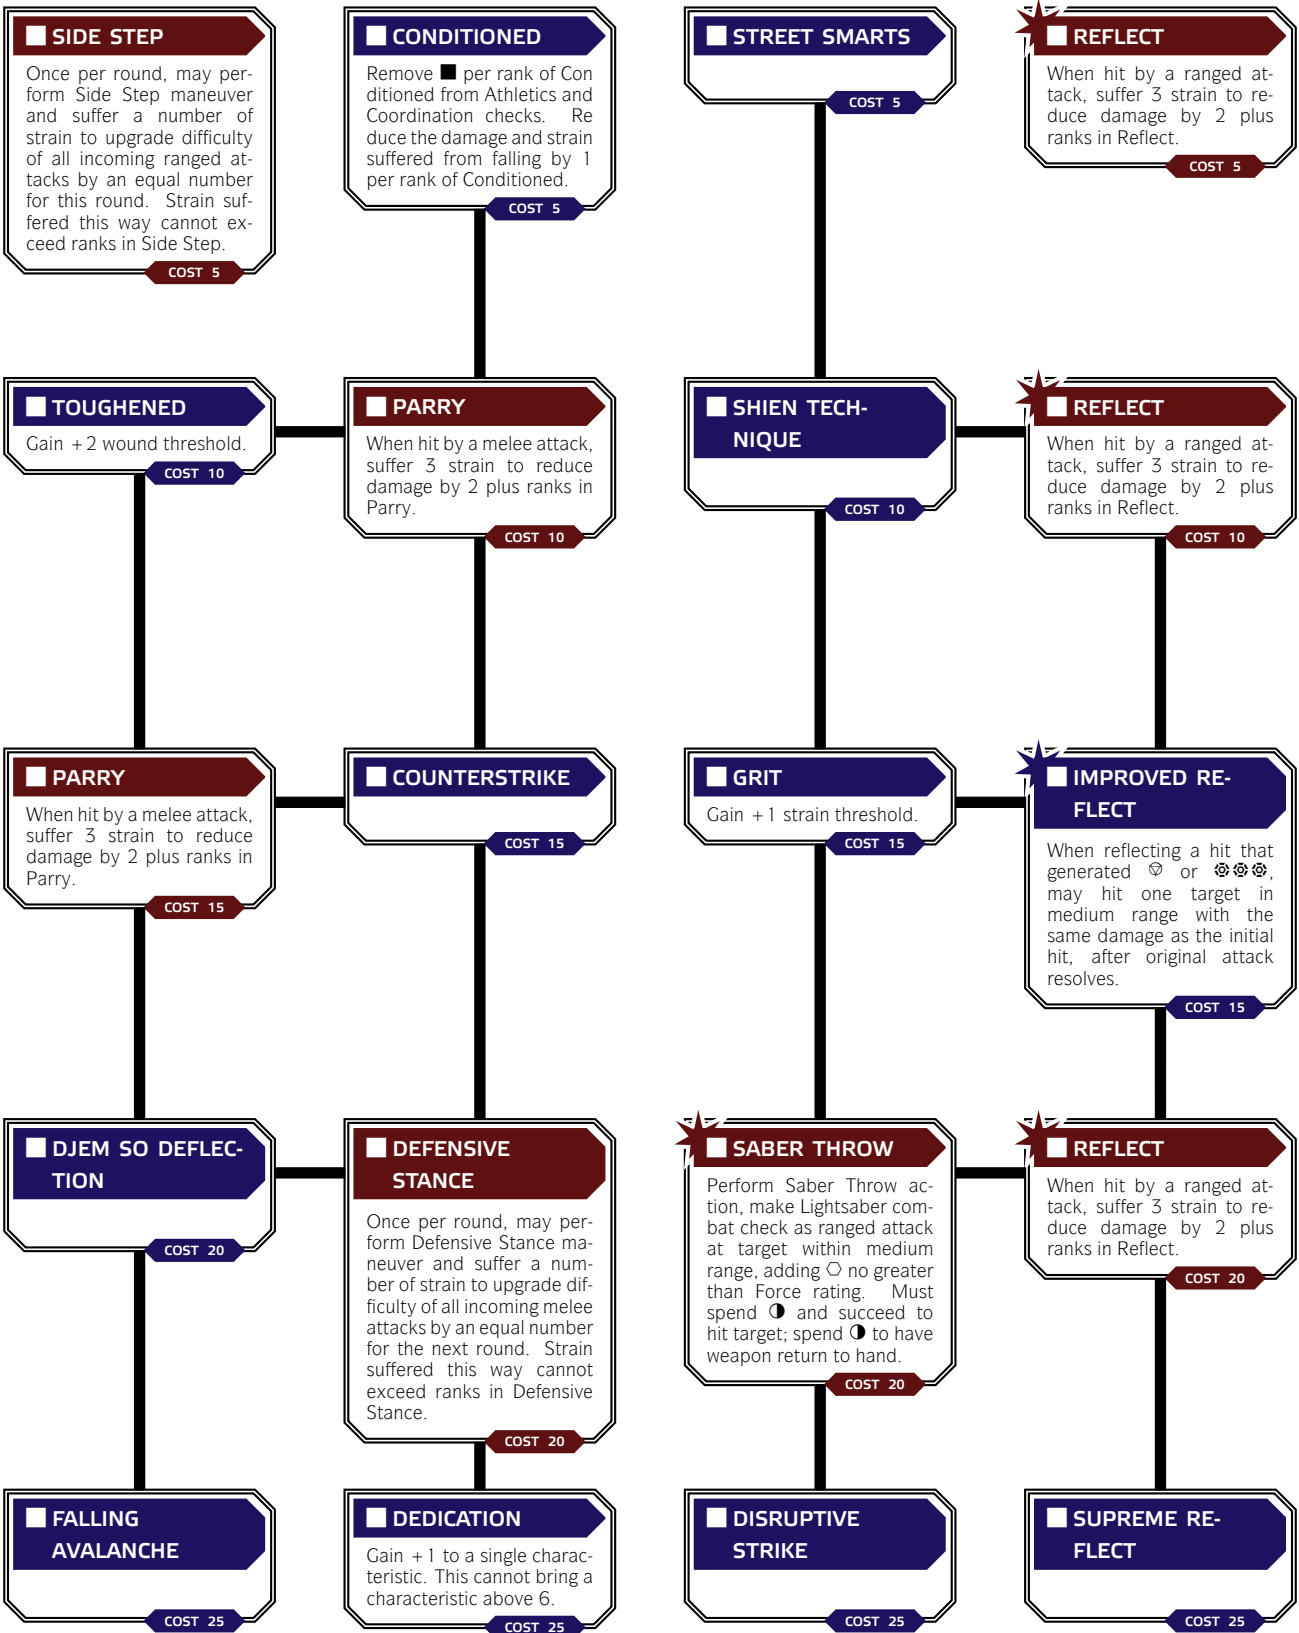 SIDE STEP
Once per round, may per-
form Side Step maneuver
and suffer a number of
strain to upgrade difficulty
of all incoming ranged at-
tacks by an equal number
for this round. Strain suf-
fered this way cannot ex-
ceed ranks in Side Step.
COST 5
CONDITIONED
Remove ■ per rank of Con
ditioned from Athletics and
Coordination checks. Re
duce the damage and strain
suffered from falling by 1
per rank of Conditioned.
COST 5
STREET SMARTS
COST 5
REFLECT
When hit by a ranged at-
tack, suffer 3 strain to re-
duce damage by 2 plus
ranks in Reflect.
COST 5
TOUGHENED
Gain +2 wound threshold.
COST 10
PARRY
When hit by a melee attack,
suffer 3 strain to reduce
damage by 2 plus ranks in
Parry.
COST 10
SHIEN TECH-
NIQUE
COST 10
REFLECT
When hit by a ranged at-
tack, suffer 3 strain to re-
duce damage by 2 plus
ranks in Reflect.
COST 10
PARRY
When hit by a melee attack,
suffer 3 strain to reduce
damage by 2 plus ranks in
Parry.
COST 15
COUNTERSTRIKE
COST 15
GRIT
Gain +1 strain threshold.
COST 15
IMPROVED RE-
FLECT
When reflecting a hit that
generated or ,
may hit one target in
medium range with the
same damage as the initial
hit, after original attack
resolves.
COST 15
DJEM SO DEFLEC-
TION
COST 20
DEFENSIVE
STANCE
Once per round, may per-
form Defensive Stance ma-
neuver and suffer a num-
ber of strain to upgrade dif-
ficulty of all incoming melee
attacks by an equal number
for the next round. Strain
suffered this way cannot
exceed ranks in Defensive
Stance.
COST 20
SABER THROW
Perform Saber Throw ac-
tion, make Lightsaber com-
bat check as ranged attack
at target within medium
range, adding ⬡ no greater
than Force rating. Must
spend ◑ and succeed to
hit target; spend ◑ to have
weapon return to hand.
COST 20
REFLECT
When hit by a ranged at-
tack, suffer 3 strain to re-
duce damage by 2 plus
ranks in Reflect.
COST 20
FALLING
AVALANCHE
COST 25
DEDICATION
Gain +1 to a single charac-
teristic. This cannot bring a
characteristic above 6.
COST 25
DISRUPTIVE
STRIKE
COST 25
SUPREME RE-
FLECT
COST 25